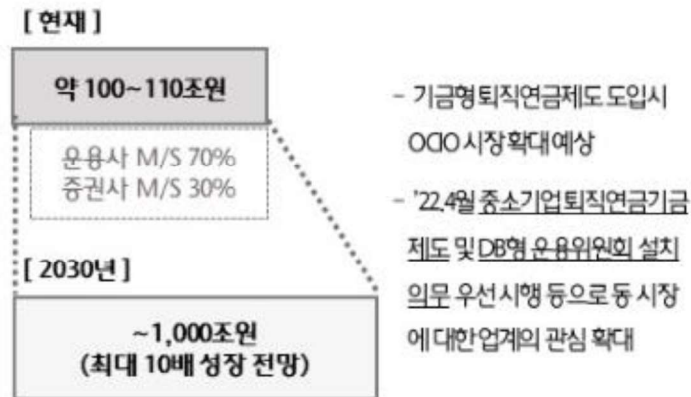 [ 현재 ]
약 100~110조원
운용사 M/S 70%
증권사 M/S 30%
[ 2030년 ]
~1,000조원
(최대 10배 성장 전망)
- 기금형 퇴직연금제도 도입시
OCIO 시장 확대 예상
- '22.4월 중소기업퇴직연금기금
제도 및 DB형 운용위원회 설치
의무 우선 시행 등으로 동 시장
에 대한 업계의 관심 확대